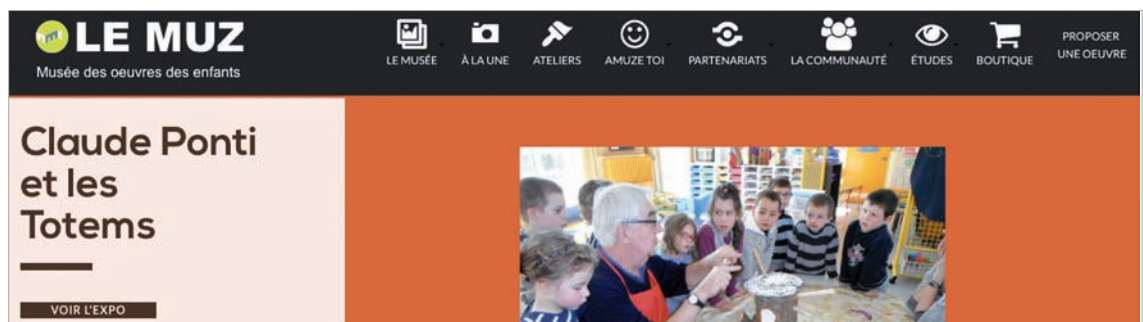 LE MUZ
Musée des oeuvres des enfants
LE MUSÉE
À LA UNE
ATELIERS
AMUZE TOI
PARTENARIATS
LA COMMUNAUTÉ
ÉTUDES
BOUTIQUE
PROPOSER
UNE OEUVRE
Claude Ponti
et les
Totems
VOIR L'EXPO